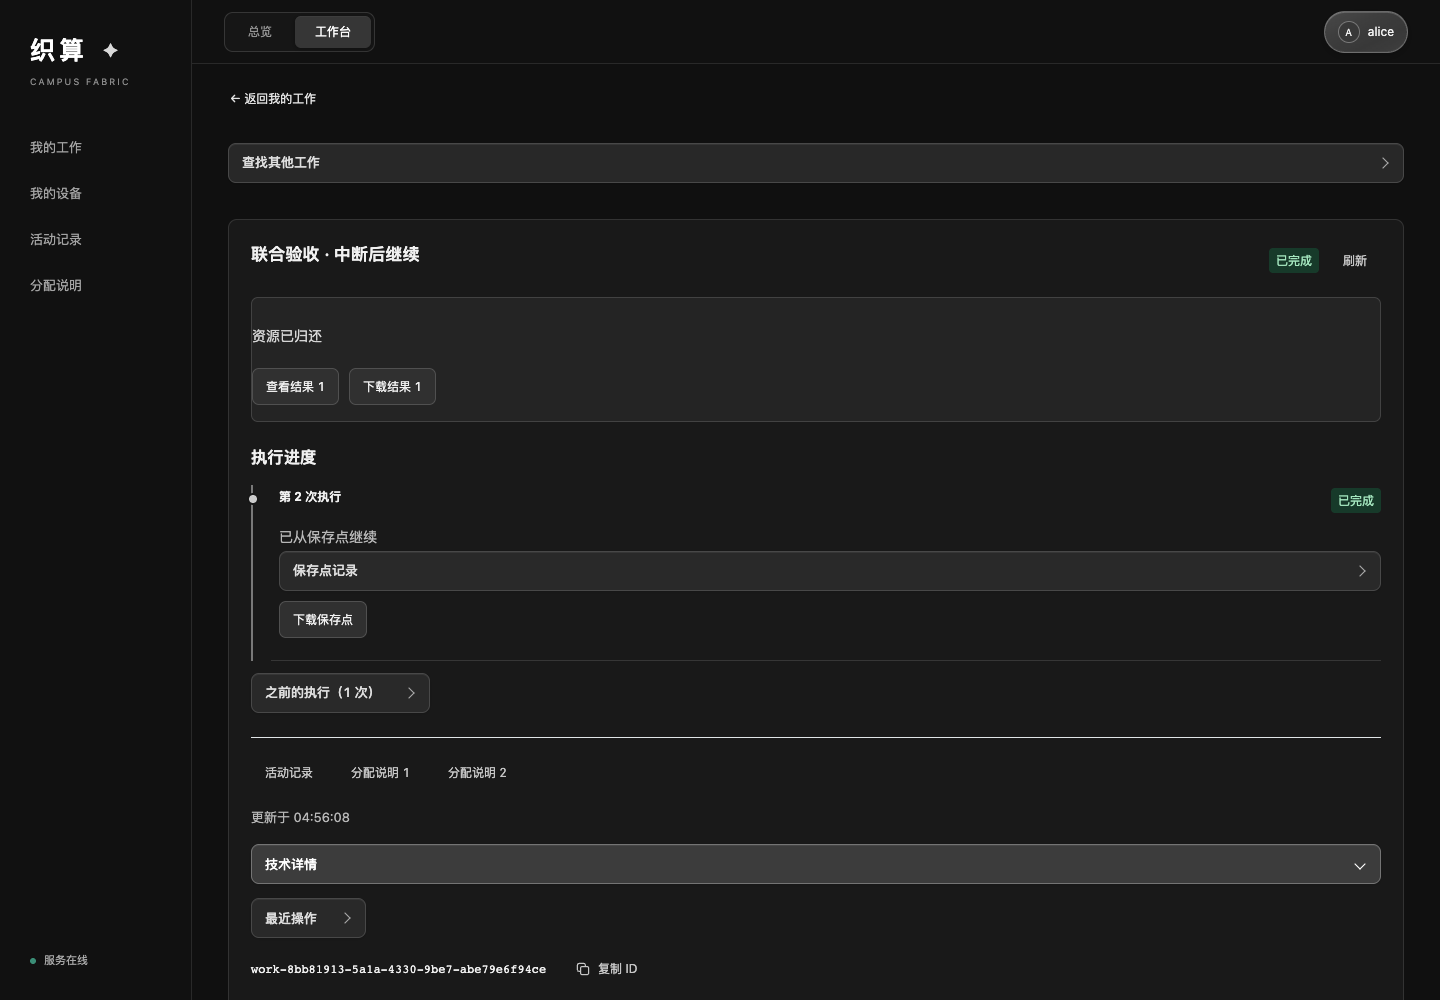 织算
CAMPUS FABRIC
总览 工作台
A alice
我的工作
我的设备
活动记录
分配说明
服务在线
← 返回我的工作
查找其他工作
联合验收 · 中断后继续
已完成 刷新
资源已归还
查看结果 1 下载结果 1
执行进度
第 2 次执行 已完成
已从保存点继续
保存点记录
下载保存点
之前的执行（1 次）
活动记录 分配说明 1 分配说明 2
更新于 04:56:08
技术详情
最近操作
work-8bb81913-5a1a-4330-9be7-abe79e6f94ce 复制 ID